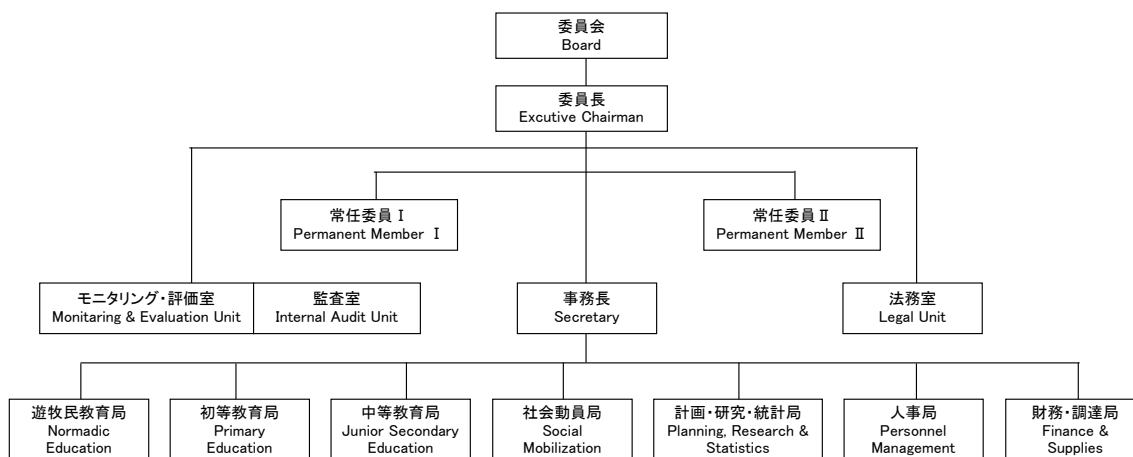 委員会
Board
委員長
Excutive Chairman
常任委員 Ⅰ
Permanent Member Ⅰ
常任委員 Ⅱ
Permanent Member Ⅱ
モニタリング・評価室
Monitaring & Evaluation Unit
監査室
Internal Audit Unit
事務長
Secretary
法務室
Legal Unit
遊牧民教育局
Normadic
Education
初等教育局
Primary
Education
中等教育局
Junior Secondary
Education
社会動員局
Social
Mobilization
計画・研究・統計局
Planning, Research &
Statistics
人事局
Personnel
Management
財務・調達局
Finance &
Supplies